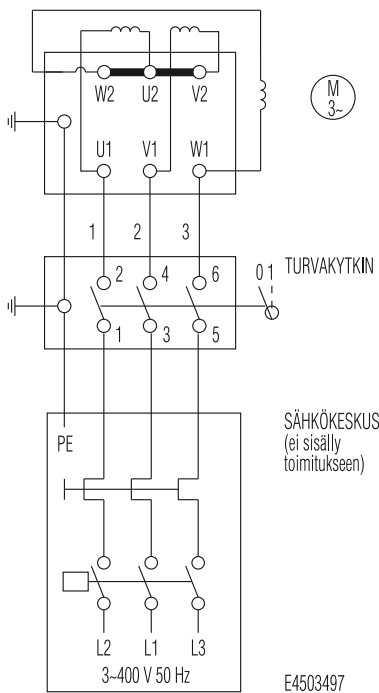 W2 U2 V2
M
3~
U1 V1 W1
1 2 3
2 4 6
0 1
TURVAKYTKIN
1 3 5
PE
SÄHKÖKESKUS
(ei sisälly
toimitukseen)
L2 L1 L3
3~400 V 50 Hz
E4503497